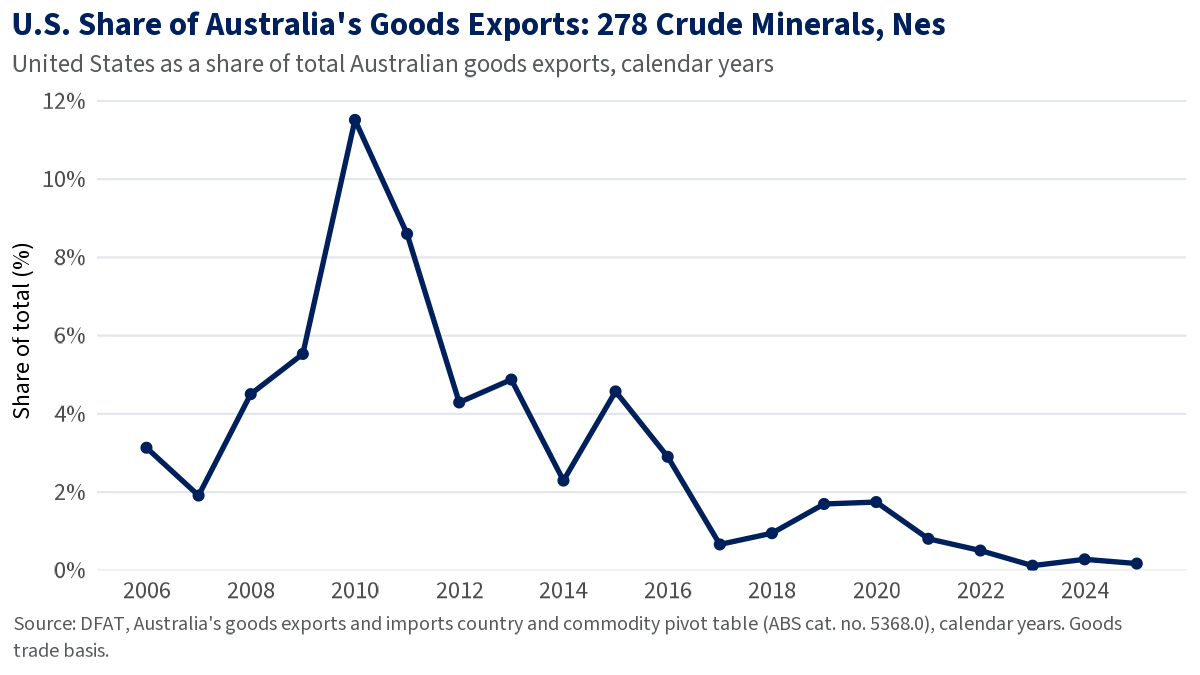 U.S. Share of Australia's Goods Exports: 278 Crude Minerals, Nes
United States as a share of total Australian goods exports, calendar years
Share of total (%)
12%
10%
8%
6%
4%
2%
0%
2006 2008 2010 2012 2014 2016 2018 2020 2022 2024
Source: DFAT, Australia's goods exports and imports country and commodity pivot table (ABS cat. no. 5368.0), calendar years. Goods
trade basis.